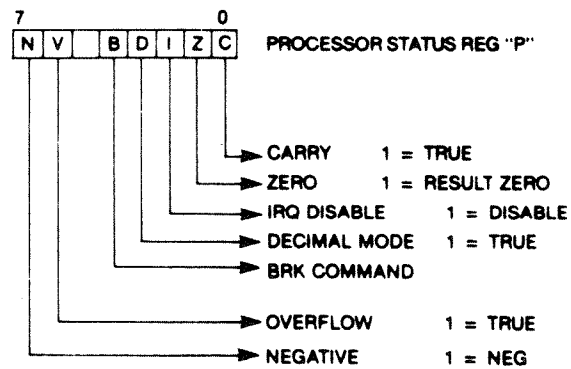 7 0
N V B D I Z C PROCESSOR STATUS REG "P"
CARRY 1 = TRUE
ZERO 1 = RESULT ZERO
IRQ DISABLE 1 = DISABLE
DECIMAL MODE 1 = TRUE
BRK COMMAND
OVERFLOW 1 = TRUE
NEGATIVE 1 = NEG